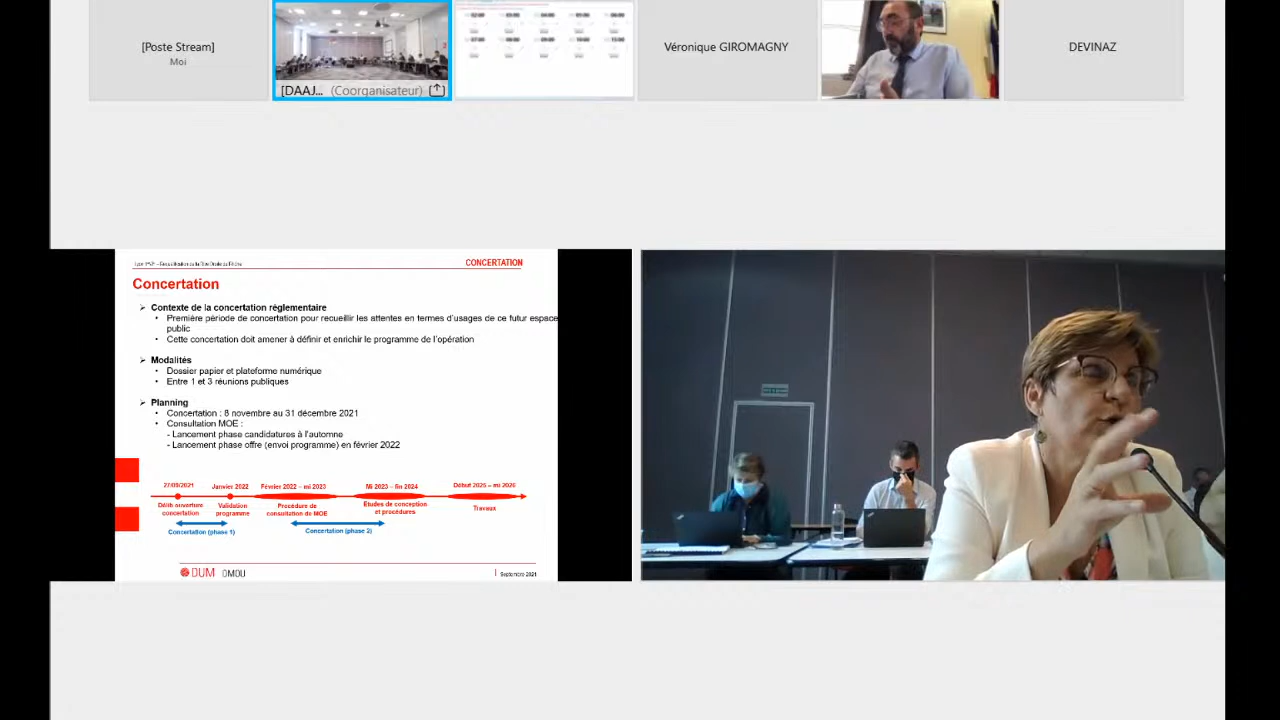 [Poste Stream]
Moi
[DAAJ... (Coorganisateur)
Véronique GIROMAGNY
DEVINAZ
CONCERTATION
Concertation
➢ Contexte de la concertation réglementaire
• Première période de concertation pour recueillir les attentes en termes d'usages de ce futur espace
public
• Cette concertation doit amener à définir et enrichir le programme de l'opération
➢ Modalités
• Dossier papier et plateforme numérique
• Entre 1 et 3 réunions publiques
➢ Planning
• Concertation : 8 novembre au 31 décembre 2021
• Consultation MOE :
- Lancement phase candidatures à l'automne
- Lancement phase offre (envoi programme) en février 2022
27/09/2021
Janvier 2022
Février 2022 – mi 2023
Mi 2023 – fin 2024
Début 2025 – mi 2026
Délib ouverture
concertation
Validation
programme
Procédure de
consultation de MOE
Etudes de conception
et procédures
Travaux
Concertation (phase 1)
Concertation (phase 2)
DUM DMOU
Septembre 2021